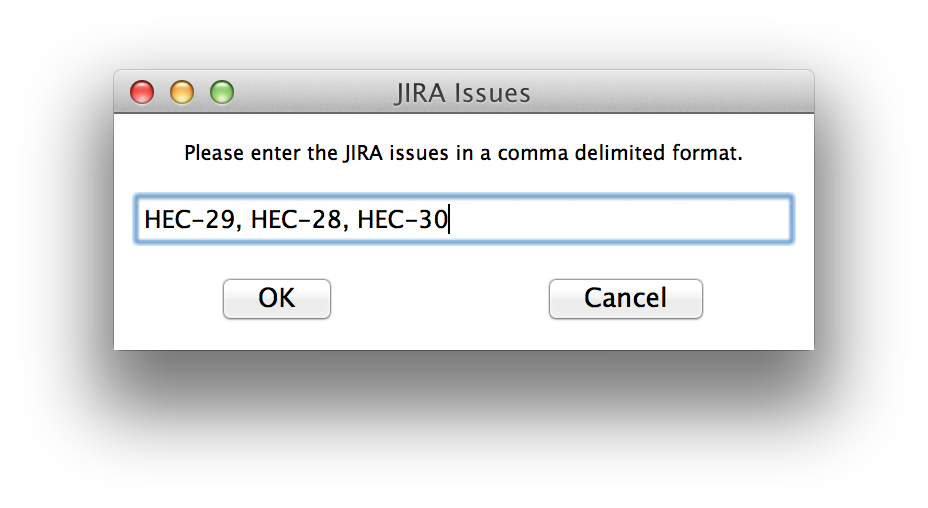 JIRA Issues
Please enter the JIRA issues in a comma delimited format.
HEC-29, HEC-28, HEC-30
OK
Cancel